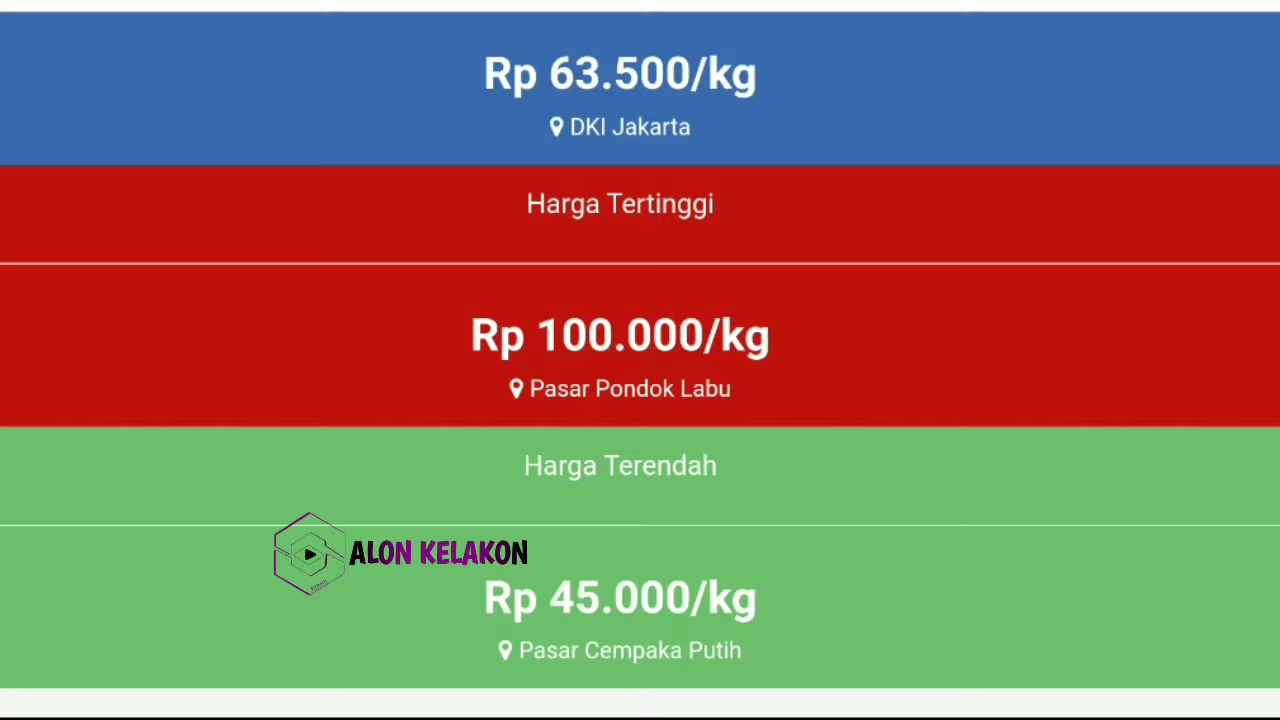 Rp 63.500/kg
DKI Jakarta
Harga Tertinggi
Rp 100.000/kg
Pasar Pondok Labu
Harga Terendah
ALON KELAKON
Rp 45.000/kg
Pasar Cempaka Putih